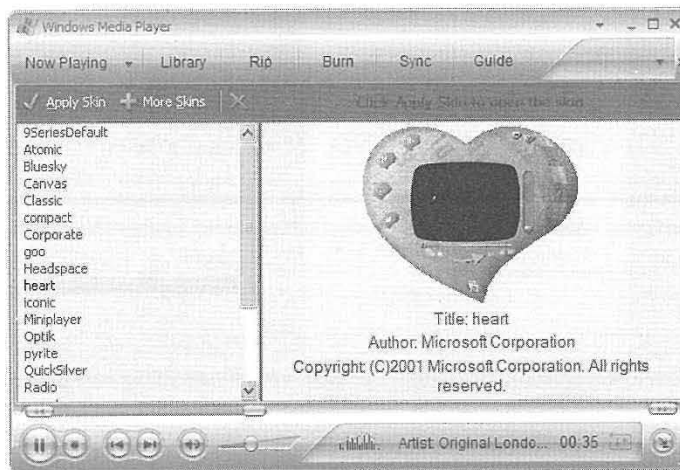 Windows Media Player
Now Playing Library Rip Burn Sync Guide
Apply Skin More Skins Click Apply Skin to open the skin
9SeriesDefault
Atomic
Bluesky
Canvas
Classic
compact
Corporate
goo
Headspace
heart
iconic
Miniplayer
Optik
pyrite
QuickSilver
Radio
Title: heart
Author: Microsoft Corporation
Copyright: (C)2001 Microsoft Corporation. All rights
reserved.
Artist: Original Londo... 00:35